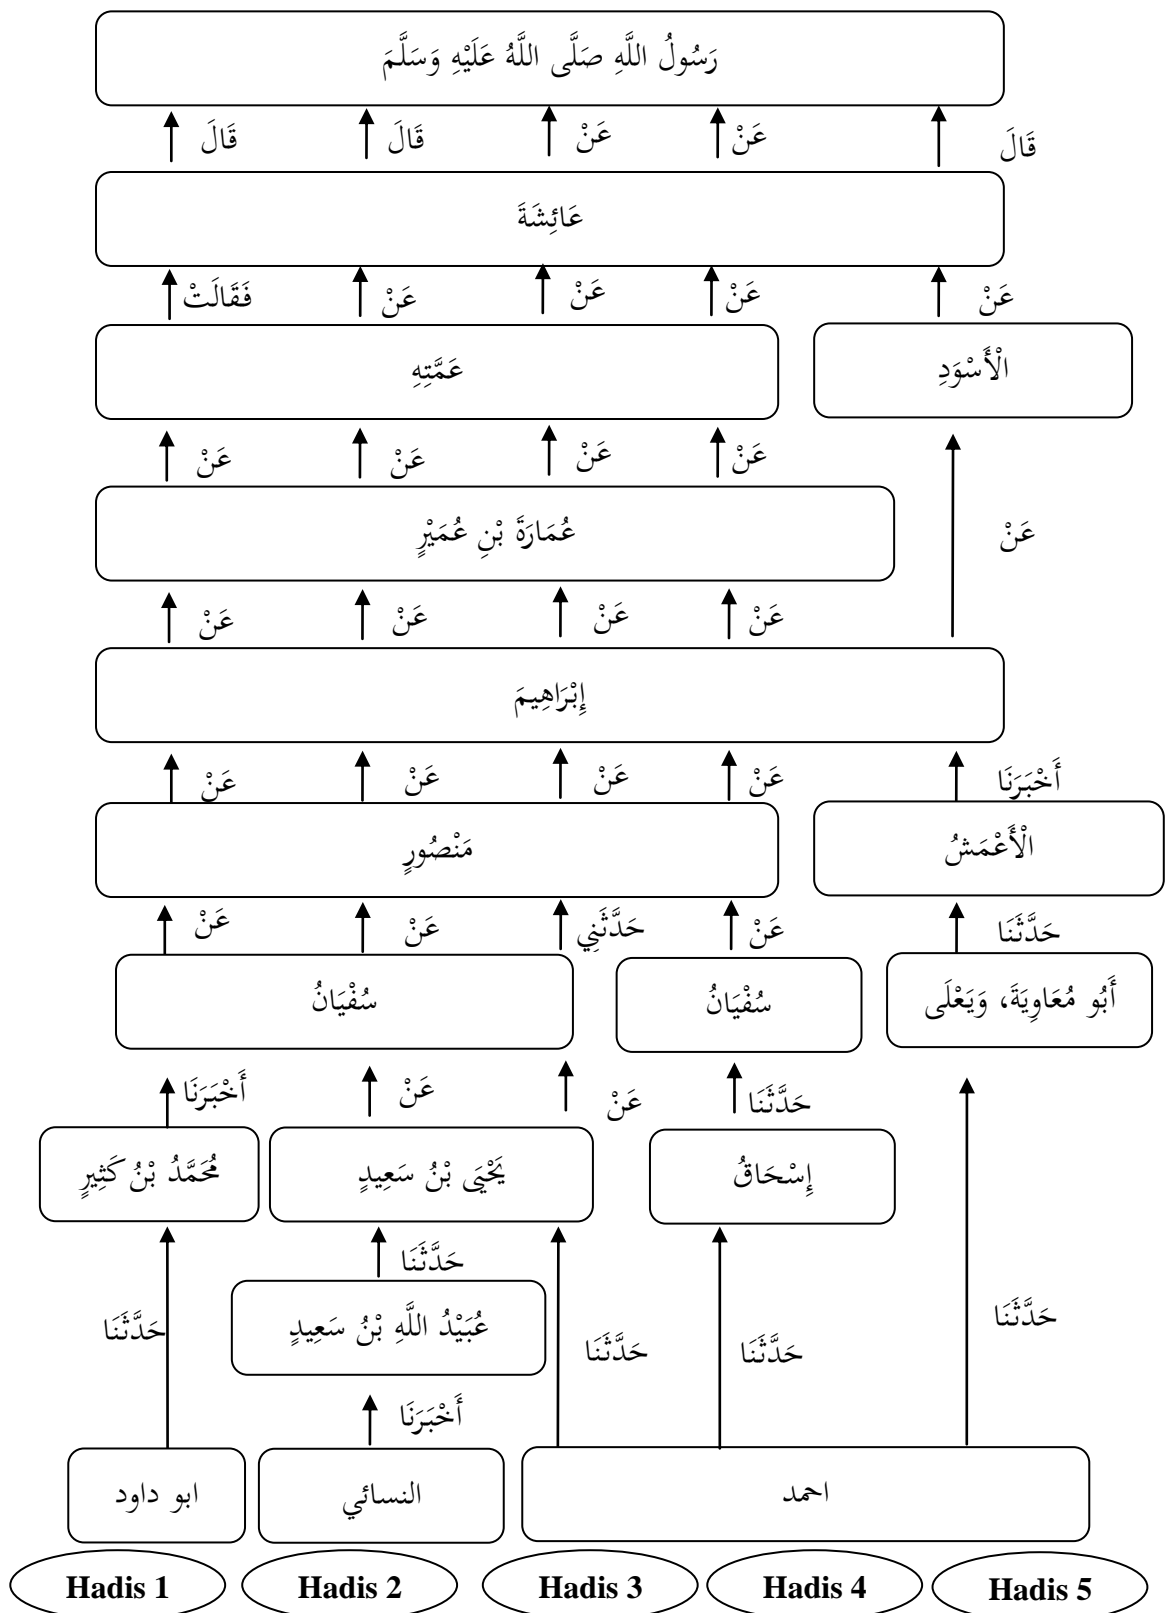 رَسُولُ اللَّهِ صَلَّى اللَّهُ عَلَيْهِ وَسَلَّمَ
قَالَ
قَالَ
عَنْ
عَنْ
قَالَ
عَائِشَةَ
فَقَالَتْ
عَنْ
عَنْ
عَنْ
عَنْ
عَمَّتِهِ
الْأَسْوَدِ
عَنْ
عَنْ
عَنْ
عَنْ
عُمَارَةَ بْنِ عُمَيْرٍ
عَنْ
عَنْ
عَنْ
عَنْ
عَنْ
إِبْرَاهِيمَ
عَنْ
عَنْ
عَنْ
عَنْ
أَخْبَرَنَا
مَنْصُورٍ
الْأَعْمَشُ
عَنْ
عَنْ
حَدَّثَنِي
عَنْ
حَدَّثَنَا
سُفْيَانُ
سُفْيَانُ
أَبُو مُعَاوِيَةَ، وَيَعْلَى
أَخْبَرَنَا
عَنْ
عَنْ
حَدَّثَنَا
مُحَمَّدُ بْنُ كَثِيرٍ
يَحْيَى بْنُ سَعِيدٍ
إِسْحَاقُ
حَدَّثَنَا
حَدَّثَنَا
عُبَيْدُ اللَّهِ بْنُ سَعِيدٍ
حَدَّثَنَا
حَدَّثَنَا
حَدَّثَنَا
أَخْبَرَنَا
ابو داود
النسائي
احمد
Hadis 1
Hadis 2
Hadis 3
Hadis 4
Hadis 5